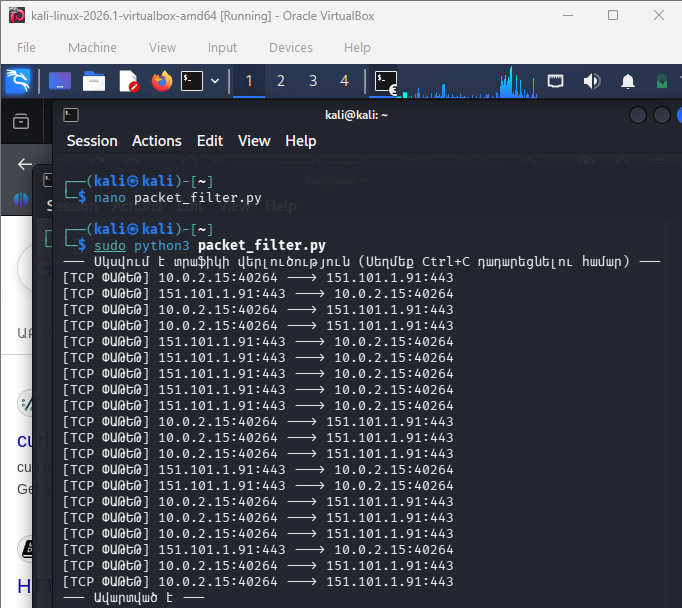 kali-linux-2026.1-virtualbox-amd64 [Running] - Oracle VirtualBox
File Machine View Input Devices Help
1 2 3 4
kali@kali: ~
Session Actions Edit View Help
┌──(kali㉿kali)-[~]
└─$ nano packet_filter.py
┌──(kali㉿kali)-[~]
└─$ sudo python3 packet_filter.py
--- Սկսվում է տրաֆիկի վերլուծություն (Սեղմեք Ctrl+C դադարեցնելու համար) ---
[TCP ՓԱԹԵԹ] 10.0.2.15:40264 ---> 151.101.1.91:443
[TCP ՓԱԹԵԹ] 151.101.1.91:443 ---> 10.0.2.15:40264
[TCP ՓԱԹԵԹ] 10.0.2.15:40264 ---> 151.101.1.91:443
[TCP ՓԱԹԵԹ] 10.0.2.15:40264 ---> 151.101.1.91:443
[TCP ՓԱԹԵԹ] 151.101.1.91:443 ---> 10.0.2.15:40264
[TCP ՓԱԹԵԹ] 151.101.1.91:443 ---> 10.0.2.15:40264
[TCP ՓԱԹԵԹ] 151.101.1.91:443 ---> 10.0.2.15:40264
[TCP ՓԱԹԵԹ] 151.101.1.91:443 ---> 10.0.2.15:40264
[TCP ՓԱԹԵԹ] 151.101.1.91:443 ---> 10.0.2.15:40264
[TCP ՓԱԹԵԹ] 10.0.2.15:40264 ---> 151.101.1.91:443
[TCP ՓԱԹԵԹ] 10.0.2.15:40264 ---> 151.101.1.91:443
[TCP ՓԱԹԵԹ] 10.0.2.15:40264 ---> 151.101.1.91:443
[TCP ՓԱԹԵԹ] 151.101.1.91:443 ---> 10.0.2.15:40264
[TCP ՓԱԹԵԹ] 151.101.1.91:443 ---> 10.0.2.15:40264
[TCP ՓԱԹԵԹ] 10.0.2.15:40264 ---> 151.101.1.91:443
[TCP ՓԱԹԵԹ] 10.0.2.15:40264 ---> 151.101.1.91:443
[TCP ՓԱԹԵԹ] 10.0.2.15:40264 ---> 151.101.1.91:443
[TCP ՓԱԹԵԹ] 151.101.1.91:443 ---> 10.0.2.15:40264
[TCP ՓԱԹԵԹ] 10.0.2.15:40264 ---> 151.101.1.91:443
[TCP ՓԱԹԵԹ] 10.0.2.15:40264 ---> 151.101.1.91:443
--- Ավարտված է ---